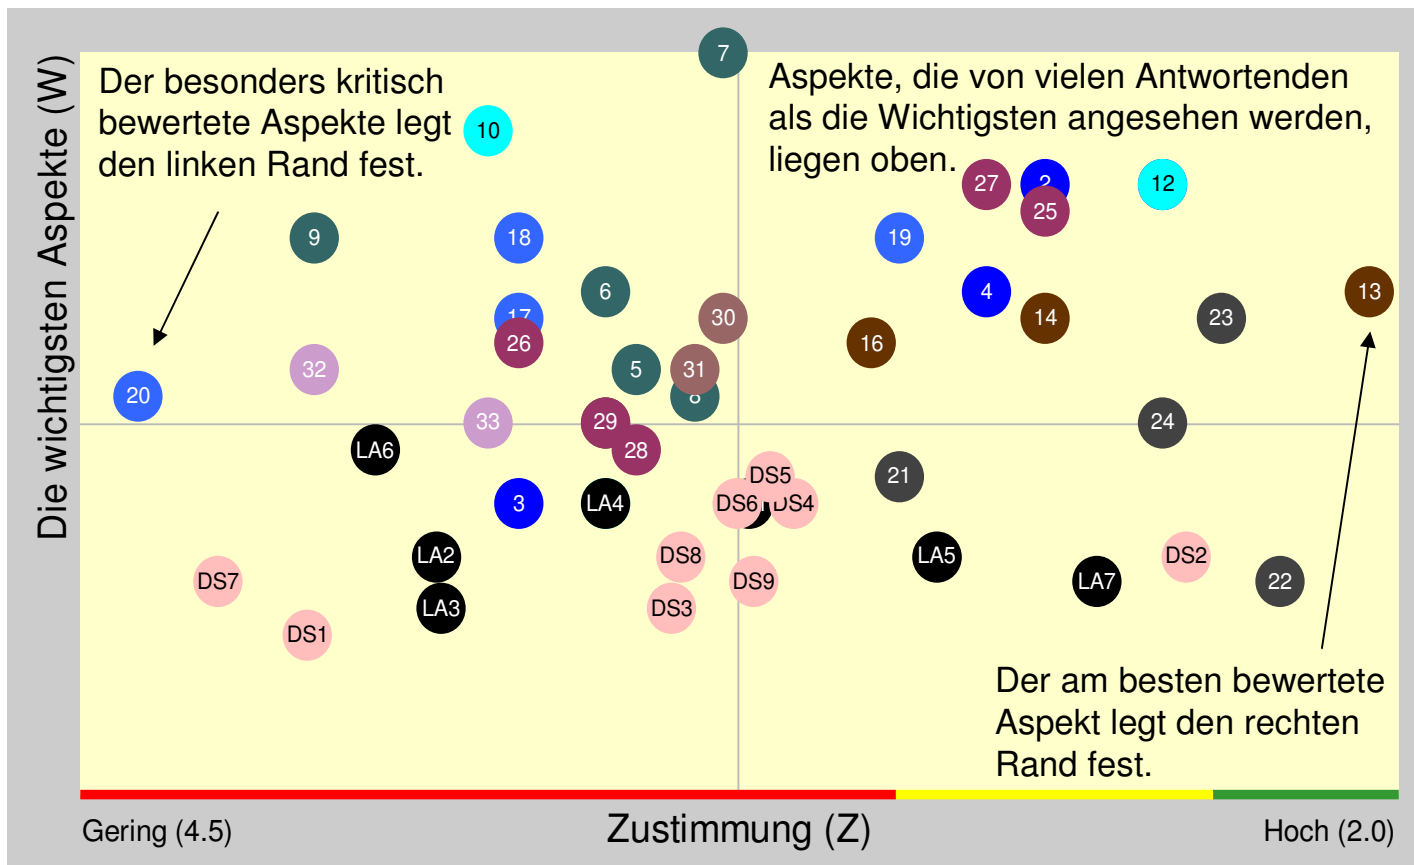 Die wichtigsten Aspekte (W)
Der besonders kritisch
bewertete Aspekte legt
den linken Rand fest.
Aspekte, die von vielen Antwortenden
als die Wichtigsten angesehen werden,
liegen oben.
7
10
27
2
12
25
9
18
19
6
4
13
17
30
14
23
26
16
32
5
31
20
8
33
29
24
LA6
28
DS5
21
3
LA4
DS6
DS4
LA2
DS8
LA5
DS2
DS7
DS9
LA7
22
LA3
DS3
DS1
Der am besten bewertete
Aspekt legt den rechten
Rand fest.
Gering (4.5)
Zustimmung (Z)
Hoch (2.0)